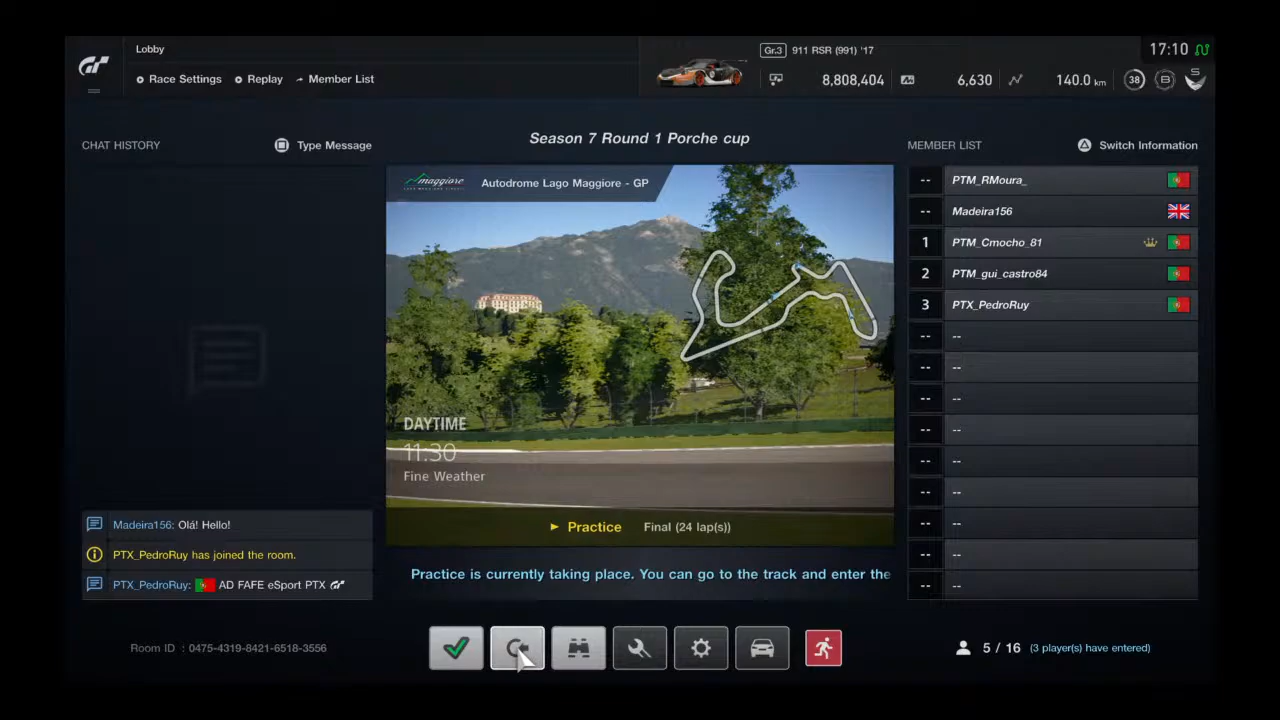 Lobby
Race Settings Replay Member List
Gr.3 911 RSR (991) '17
17:10
8,808,404 6,630 140.0 km 38 B S
CHAT HISTORY
Type Message
Season 7 Round 1 Porche cup
MEMBER LIST
Switch Information
maggiore
Autodrome Lago Maggiore - GP
-- PTM_RMoura_
-- Madeira156
1 PTM_Cmocho_81
2 PTM_gui_castro84
3 PTX_PedroRuy
-- --
-- --
-- --
-- --
-- --
-- --
-- --
-- --
-- --
DAYTIME
11:30
Fine Weather
Practice Final (24 lap(s))
Madeira156: Olá! Hello!
PTX_PedroRuy has joined the room.
PTX_PedroRuy: AD FAFE eSport PTX
Practice is currently taking place. You can go to the track and enter the
Room ID : 0475-4319-8421-6518-3556
5 / 16 (3 player(s) have entered)